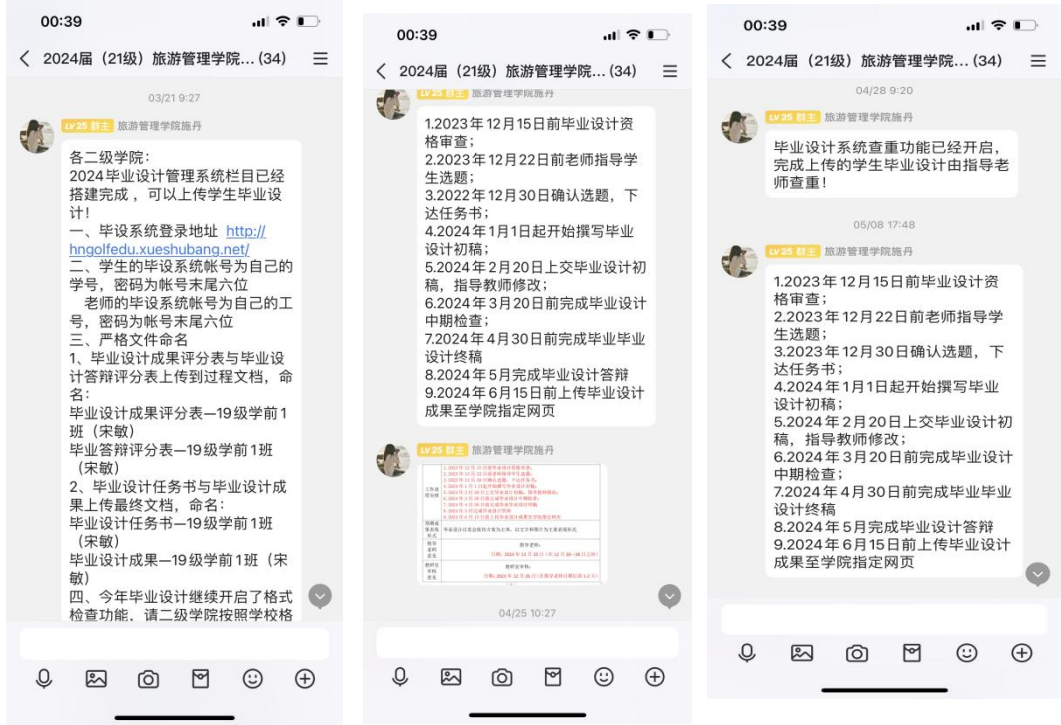 00:39
2024届（21级）旅游管理学院... (34)
03/21 9:27
LV25 群主 旅游管理学院施丹
各二级学院：
2024毕业设计管理系统栏目已经
搭建完成，可以上传学生毕业设
计！
一、毕设系统登录地址 http://
hngolfedu.xueshubang.net/
二、学生的毕设系统帐号为自己的
学号，密码为帐号末尾六位
老师的毕设系统帐号为自己的工
号，密码为帐号末尾六位
三、严格文件命名
1、毕业设计成果评分表与毕业设
计答辩评分表上传到过程文档，命
名：
毕业设计成果评分表—19级学前1
班（宋敏）
毕业答辩评分表—19级学前1班
（宋敏）
2、毕业设计任务书与毕业设计成
果上传最终文档，命名：
毕业设计任务书—19级学前1班
（宋敏）
毕业设计成果—19级学前1班（宋
敏）
四、今年毕业设计继续开启了格式
检查功能，请二级学院按照学校格
00:39
2024届（21级）旅游管理学院... (34)
LV25 群主 旅游管理学院施丹
1.2023年12月15日前毕业设计资
格审查；
2.2023年12月22日前老师指导学
生选题；
3.2022年12月30日确认选题，下
达任务书；
4.2024年1月1日起开始撰写毕业
设计初稿；
5.2024年2月20日上交毕业设计初
稿，指导教师修改；
6.2024年3月20日前完成毕业设计
中期检查；
7.2024年4月30日前完成毕业毕业
设计终稿
8.2024年5月完成毕业设计答辩
9.2024年6月15日前上传毕业设计
成果至学院指定网页
LV25 群主 旅游管理学院施丹
04/25 10:27
00:39
2024届（21级）旅游管理学院... (34)
04/28 9:20
LV25 群主 旅游管理学院施丹
毕业设计系统查重功能已经开启，
完成上传的学生毕业设计由指导老
师查重！
05/08 17:48
LV25 群主 旅游管理学院施丹
1.2023年12月15日前毕业设计资
格审查；
2.2023年12月22日前老师指导学
生选题；
3.2023年12月30日确认选题，下
达任务书；
4.2024年1月1日起开始撰写毕业
设计初稿；
5.2024年2月20日上交毕业设计初
稿，指导教师修改；
6.2024年3月20日前完成毕业设计
中期检查；
7.2024年4月30日前完成毕业毕业
设计终稿
8.2024年5月完成毕业设计答辩
9.2024年6月15日前上传毕业设计
成果至学院指定网页